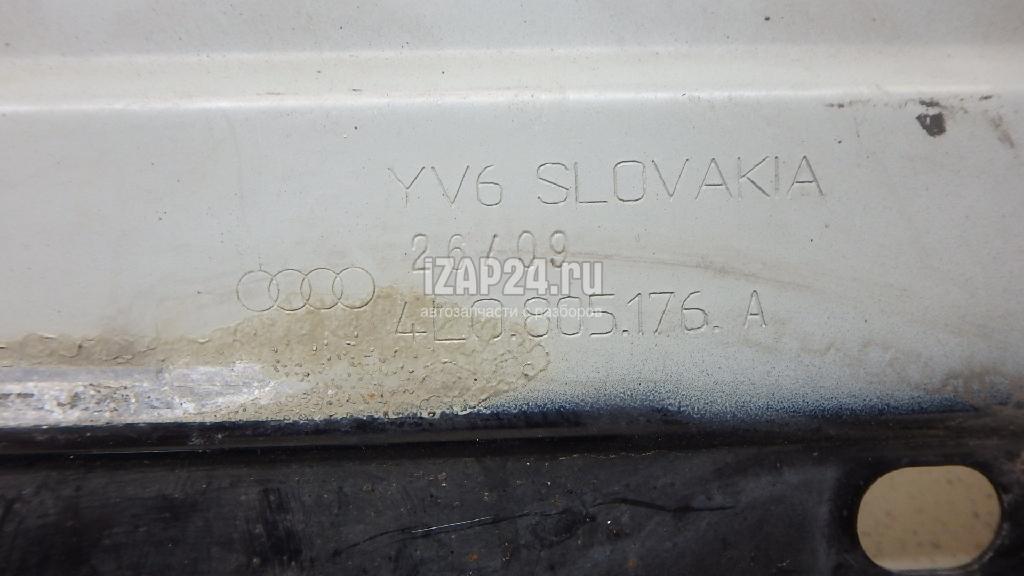 YV6 SLOVAKIA
26/09
iZAP24.ru
автозапчасти с разборов
4L0.805.176. A